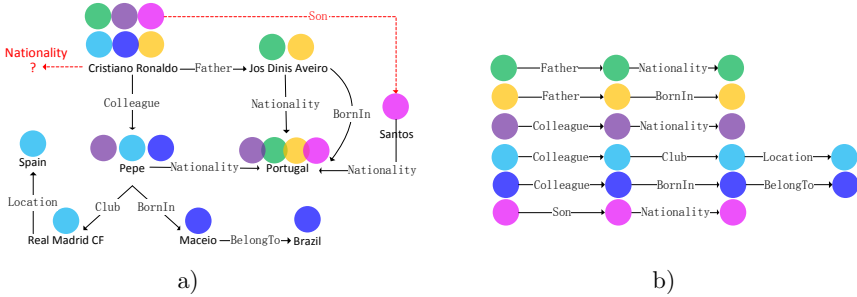 Son
Nationality
?
Cristiano Ronaldo
Father
Jos Dinis Aveiro
Colleague
Nationality
BornIn
Santos
Spain
Pepe
Nationality
Portugal
Nationality
Location
Club
BornIn
Real Madrid CF
Maceio
BelongTo
Brazil
a)
Father Nationality
Father BornIn
Colleague Nationality
Colleague Club Location
Colleague BornIn BelongTo
Son Nationality
b)